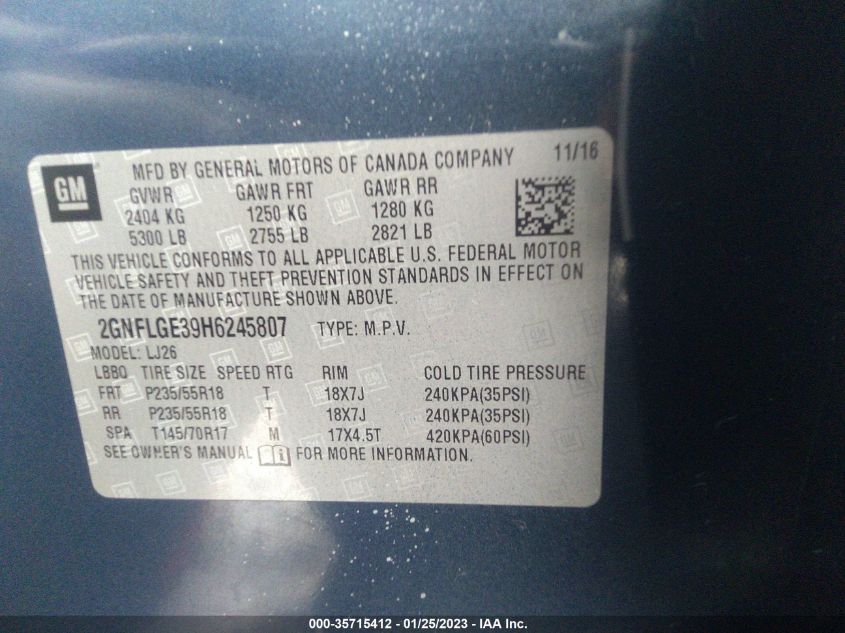 GM
MFD BY GENERAL MOTORS OF CANADA COMPANY 11/16
GVWR GAWR FRT GAWR RR
2404 KG 1250 KG 1280 KG
5300 LB 2755 LB 2821 LB
THIS VEHICLE CONFORMS TO ALL APPLICABLE U.S. FEDERAL MOTOR
VEHICLE SAFETY AND THEFT PREVENTION STANDARDS IN EFFECT ON
THE DATE OF MANUFACTURE SHOWN ABOVE.
2GNFLGE39H6245807 TYPE: M.P.V.
MODEL: LJ26
LBBQ TIRE SIZE SPEED RTG RIM COLD TIRE PRESSURE
FRT P235/55R18 T 18X7J 240KPA(35PSI)
RR P235/55R18 T 18X7J 240KPA(35PSI)
SPA T145/70R17 M 17X4.5T 420KPA(60PSI)
SEE OWNER'S MANUAL FOR MORE INFORMATION.
000-35715412 - 01/25/2023 - IAA Inc.